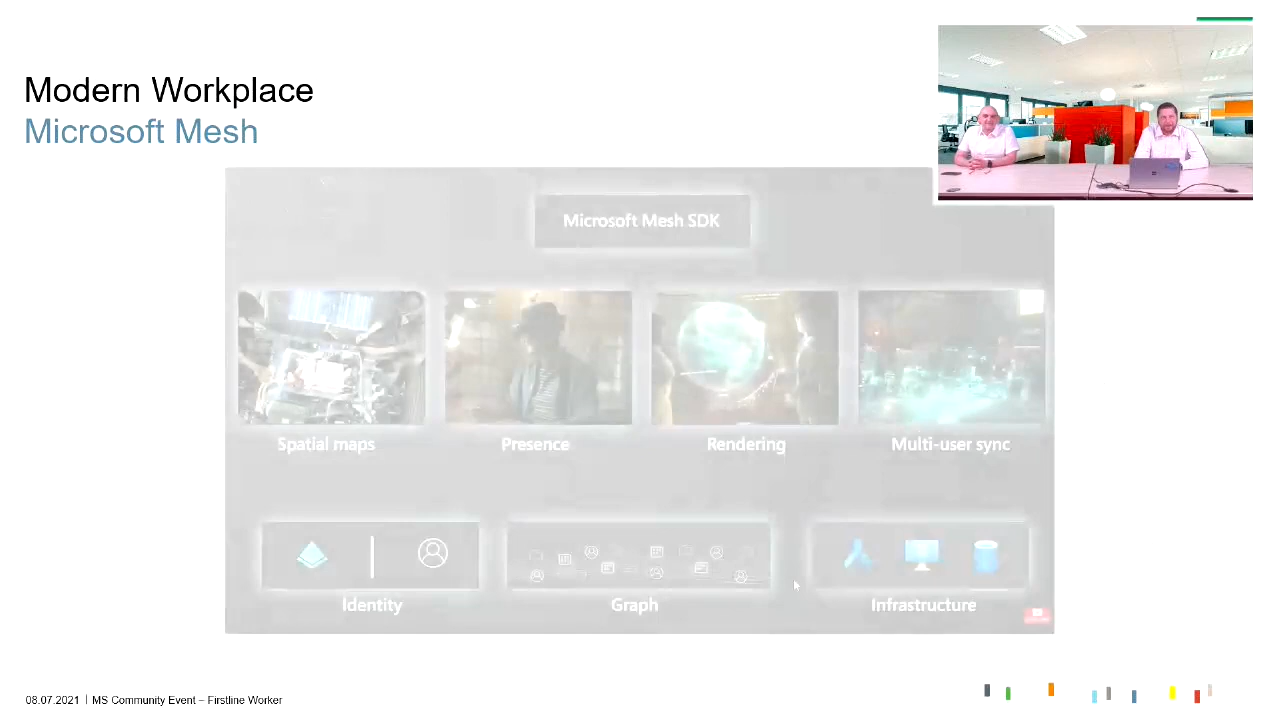 Modern Workplace
Microsoft Mesh
Microsoft Mesh SDK
Spatial maps
Presence
Rendering
Multi-user sync
Identity
Graph
Infrastructure
08.07.2021 | MS Community Event – Firstline Worker